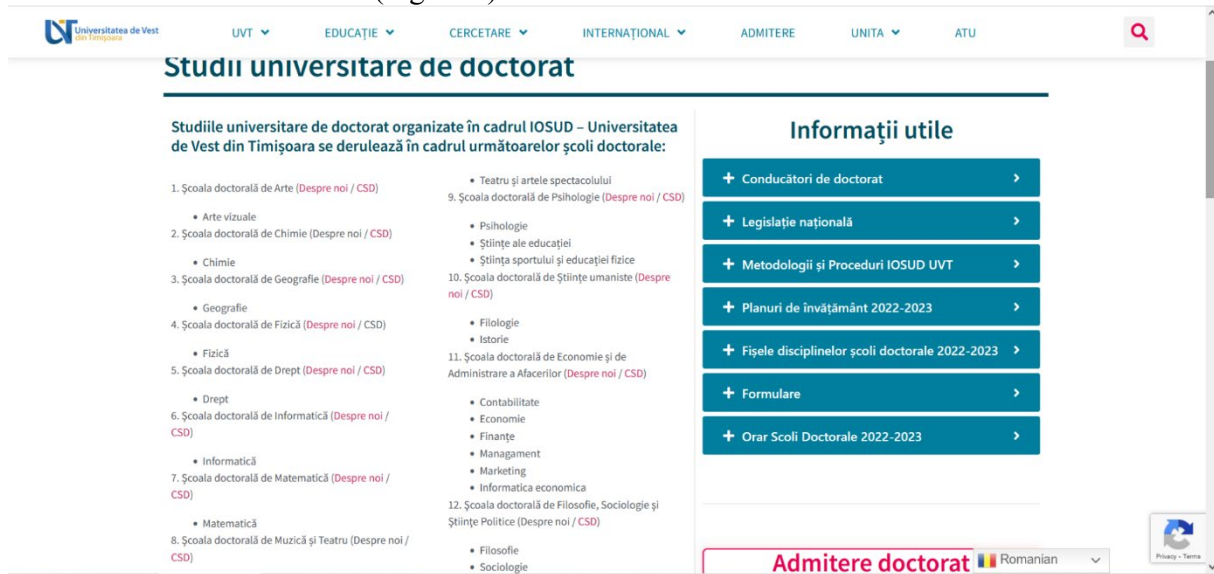 Universitatea de Vest
din Timișoara
UVT
EDUCAȚIE
CERCETARE
INTERNAȚIONAL
ADMITERE
UNITA
ATU
Studii universitare de doctorat
Studiile universitare de doctorat organizate în cadrul IOSUD – Universitatea
de Vest din Timișoara se derulează în cadrul următoarelor școli doctorale:
1. Școala doctorală de Arte (Despre noi / CSD)
• Arte vizuale
2. Școala doctorală de Chimie (Despre noi / CSD)
• Chimie
3. Școala doctorală de Geografie (Despre noi / CSD)
• Geografie
4. Școala doctorală de Fizică (Despre noi / CSD)
• Fizică
5. Școala doctorală de Drept (Despre noi / CSD)
• Drept
6. Școala doctorală de Informatică (Despre noi /
CSD)
• Informatică
7. Școala doctorală de Matematică (Despre noi /
CSD)
• Matematică
8. Școala doctorală de Muzică și Teatru (Despre noi /
CSD)
• Teatru și artele spectacolului
9. Școala doctorală de Psihologie (Despre noi / CSD)
• Psihologie
• Științe ale educației
• Știința sportului și educației fizice
10. Școala doctorală de Științe umaniste (Despre
noi / CSD)
• Filologie
• Istorie
11. Școala doctorală de Economie și de
Administrare a Afacerilor (Despre noi / CSD)
• Contabilitate
• Economie
• Finanțe
• Managament
• Marketing
• Informatica economica
12. Școala doctorală de Filosofie, Sociologie și
Științe Politice (Despre noi / CSD)
• Filosofie
• Sociologie
Informații utile
+ Conducători de doctorat
+ Legislație națională
+ Metodologii și Proceduri IOSUD UVT
+ Planuri de învățământ 2022-2023
+ Fișele disciplinelor școli doctorale 2022-2023
+ Formulare
+ Orar Scoli Doctorale 2022-2023
Admitere doctorat
Romanian
Privacy - Terms